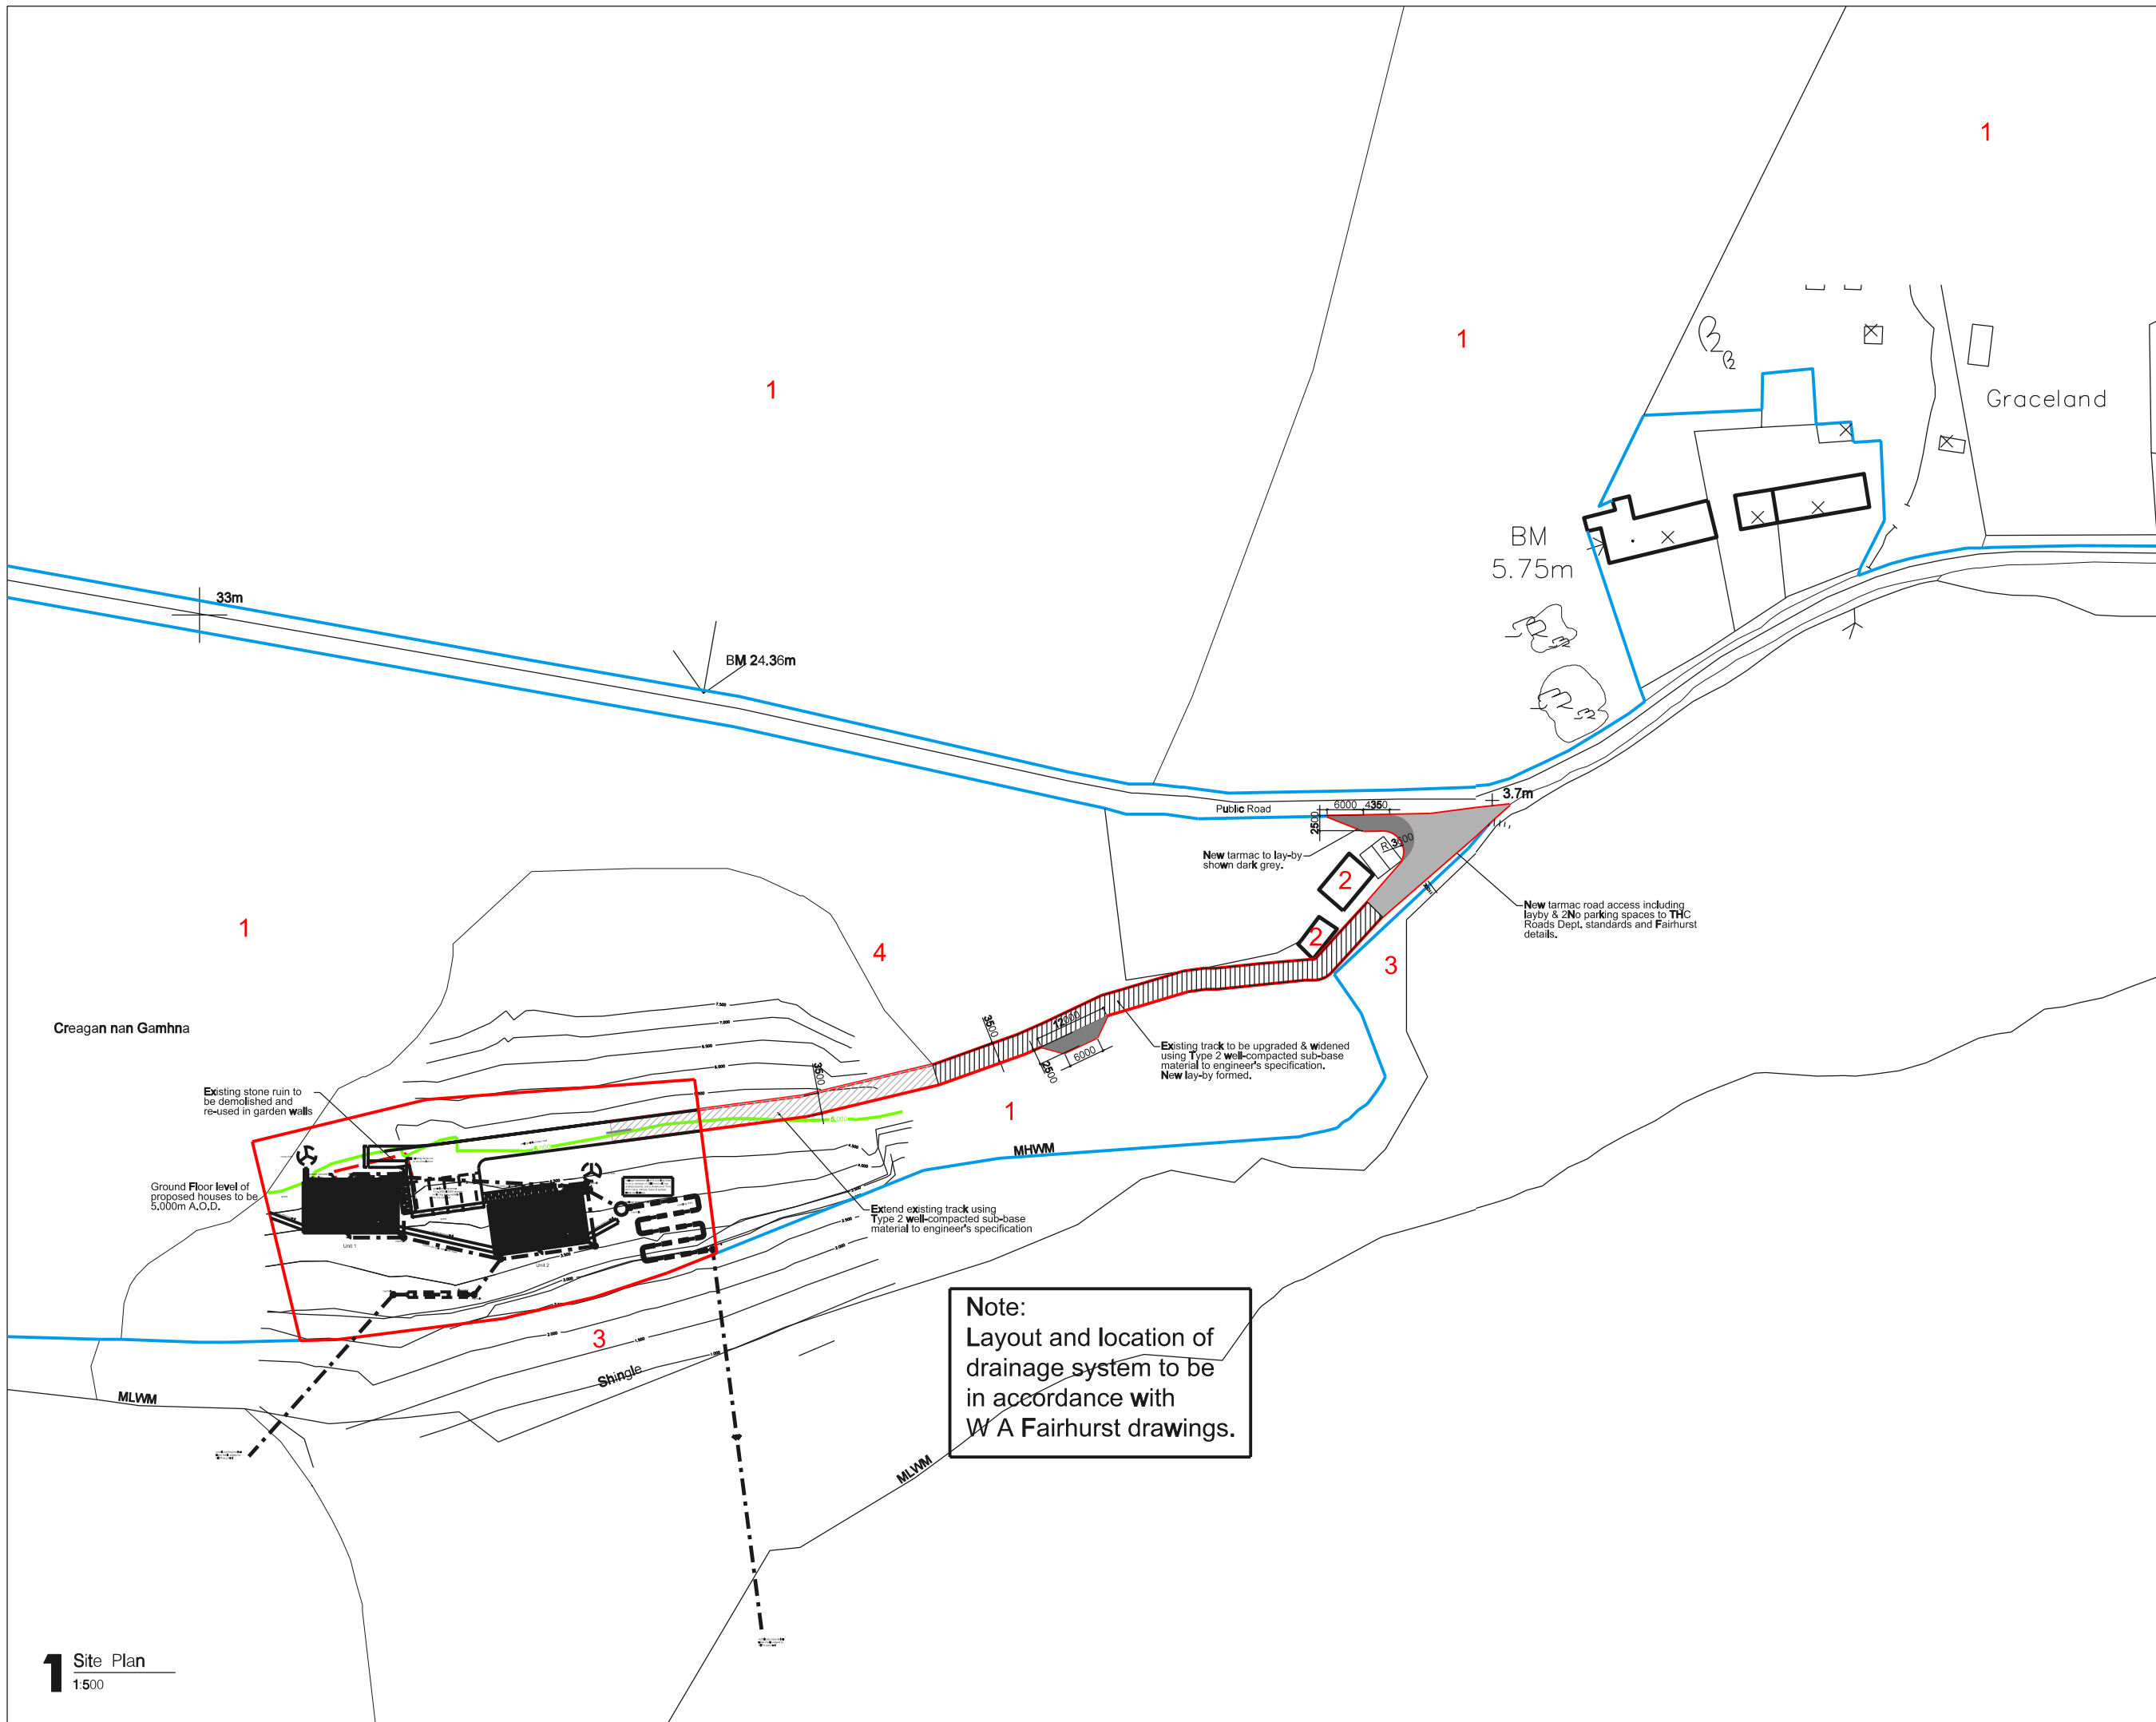 1
1
1
Graceland
BM
5.75m
33m
BM 24.36m
3.7m
Public Road
6000
4350
2500
R 3500
New tarmac to lay-by
shown dark grey.
2
2
New tarmac road access including
layby & 2No parking spaces to THC
Roads Dept. standards and Fairhurst
details.
1
4
3
Creagan nan Gamhna
3500
12000
6000
2500
3500
Existing track to be upgraded & widened
using Type 2 well-compacted sub-base
material to engineer's specification.
New lay-by formed.
Existing stone ruin to
be demolished and
re-used in garden walls
1
MHWM
Ground Floor level of
proposed houses to be
5.000m A.O.D.
Extend existing track using
Type 2 well-compacted sub-base
material to engineer's specification
Unit 1
Unit 2
3
Shingle
MLWM
MLWM
Note:
Layout and location of
drainage system to be
in accordance with
W A Fairhurst drawings.
1 Site Plan
1:500